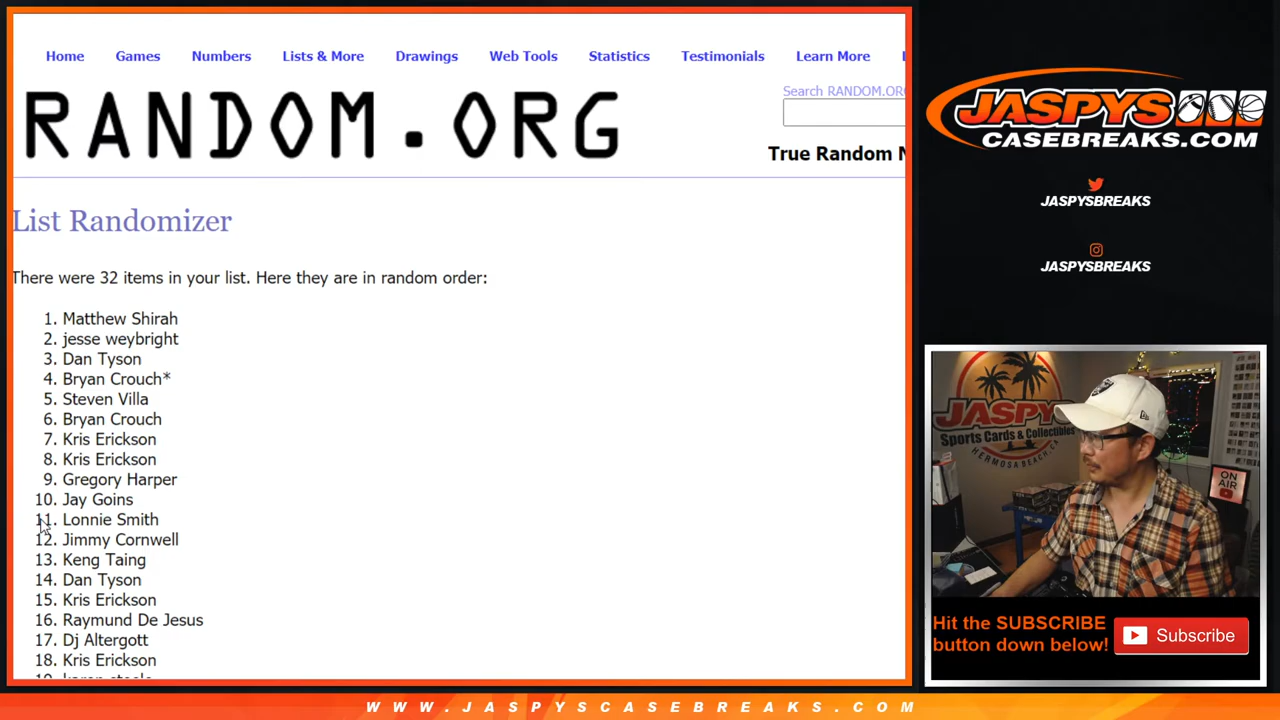 Home Games Numbers Lists & More Drawings Web Tools Statistics Testimonials Learn More
Search RANDOM.ORG
RANDOM.ORG
True Random
List Randomizer
There were 32 items in your list. Here they are in random order:
1. Matthew Shirah
2. jesse weybright
3. Dan Tyson
4. Bryan Crouch*
5. Steven Villa
6. Bryan Crouch
7. Kris Erickson
8. Kris Erickson
9. Gregory Harper
10. Jay Goins
11. Lonnie Smith
12. Jimmy Cornwell
13. Keng Taing
14. Dan Tyson
15. Kris Erickson
16. Raymund De Jesus
17. Dj Altergott
18. Kris Erickson
JASPYS
CASEBREAKS.COM
JASPYSBREAKS
JASPYSBREAKS
JASPYS
Sports Cards & Collectibles
HERMOSA BEACH, CA
ON AIR
Hit the SUBSCRIBE
button down below!
Subscribe
WWW.JASPYSCASEBREAKS.COM